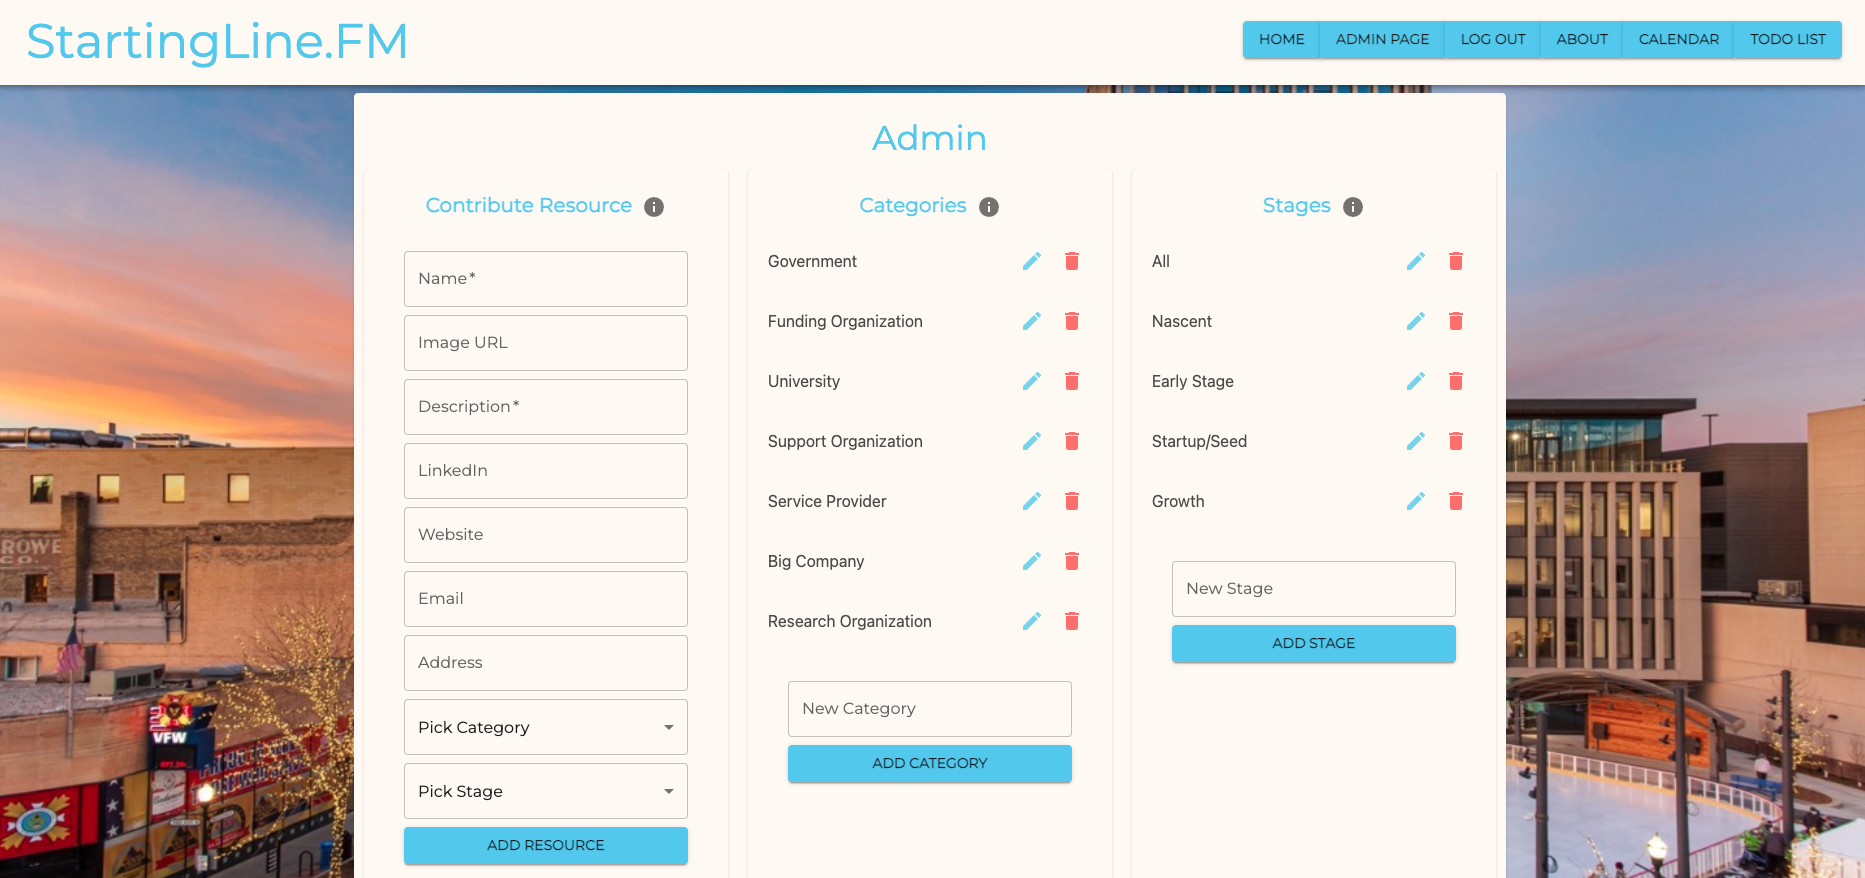 StartingLine.FM
HOME ADMIN PAGE LOG OUT ABOUT CALENDAR TODO LIST
Admin
Contribute Resource
Name*
Image URL
Description*
LinkedIn
Website
Email
Address
Pick Category
Pick Stage
ADD RESOURCE
Categories
Government
Funding Organization
University
Support Organization
Service Provider
Big Company
Research Organization
New Category
ADD CATEGORY
Stages
All
Nascent
Early Stage
Startup/Seed
Growth
New Stage
ADD STAGE
CO.
VFW